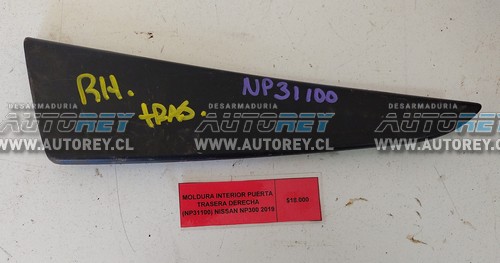 RH.
TRAS.
NP31100
DESARMADURIA DESARMADURIA DESARMADURIA
AUTOREY AUTOREY AUTOREY
WWW.AUTOREY.CL WWW.AUTOREY.CL WWW.AUTOREY.CL
MOLDURA INTERIOR PUERTA
TRASERA DERECHA
(NP31100) NISSAN NP300 2019
$10.000